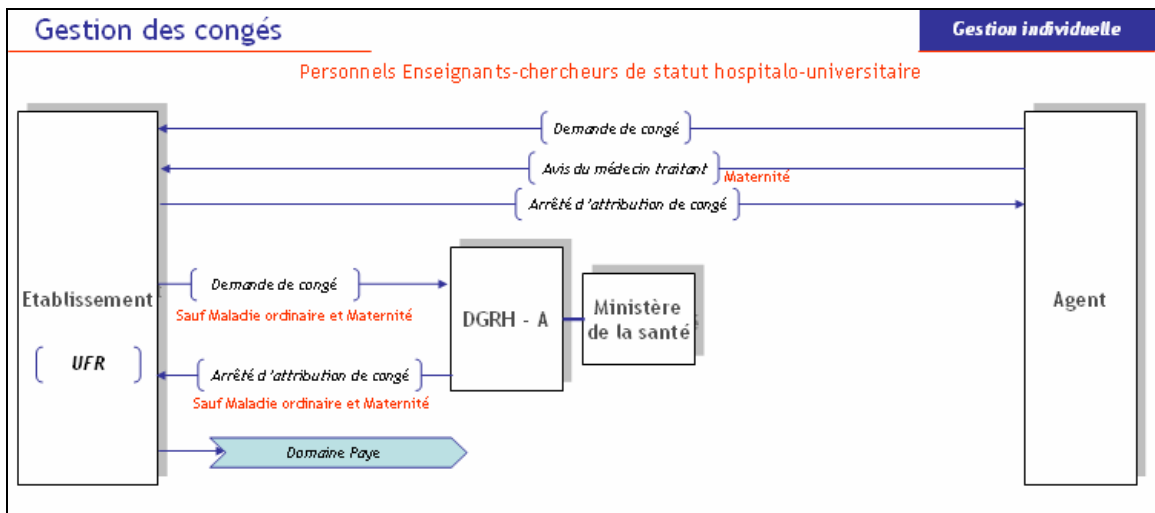 Gestion des congés
Gestion individuelle
Personnels Enseignants-chercheurs de statut hospitalo-universitaire
Demande de congé
Avis du médecin traitant
Maternité
Arrêté d'attribution de congé
Etablissement
UFR
Demande de congé
Sauf Maladie ordinaire et Maternité
DGRH - A
Ministère
de la santé
Agent
Arrêté d'attribution de congé
Sauf Maladie ordinaire et Maternité
Domaine Paye